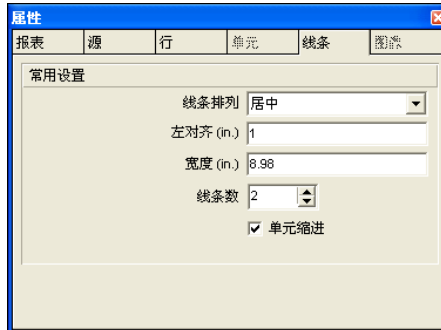 属性
报表 源 行 单元 线条 图像
常用设置
线条排列 居中
左对齐 (in.) 1
宽度 (in.) 8.98
线条数 2
单元缩进